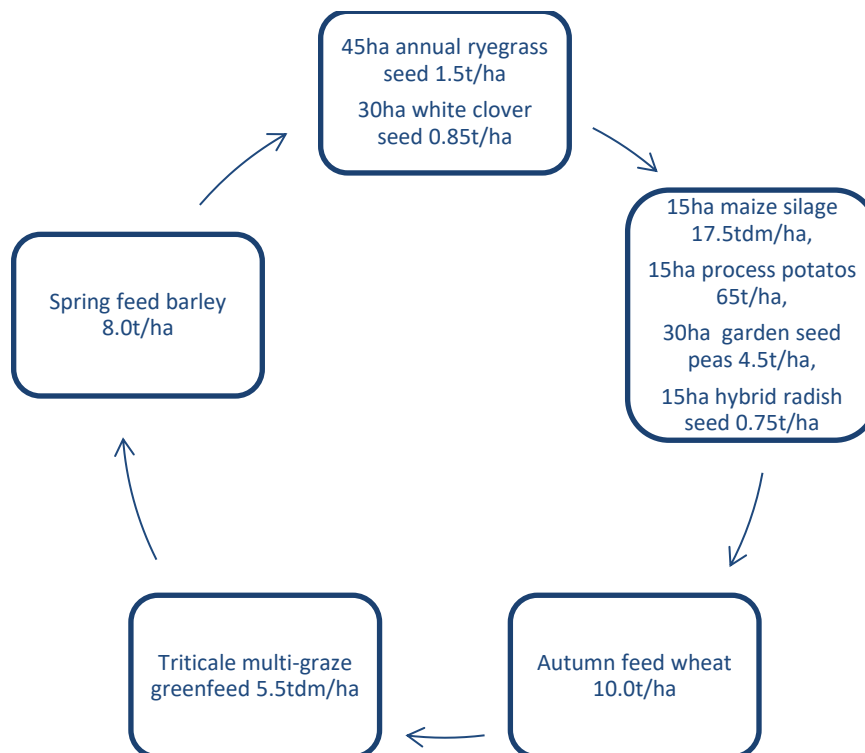 45ha annual ryegrass
seed 1.5t/ha
30ha white clover
seed 0.85t/ha
15ha maize silage
17.5tdm/ha,
15ha process potatos
65t/ha,
30ha garden seed
peas 4.5t/ha,
15ha hybrid radish
seed 0.75t/ha
Autumn feed wheat
10.0t/ha
Triticale multi-graze
greenfeed 5.5tdm/ha
Spring feed barley
8.0t/ha